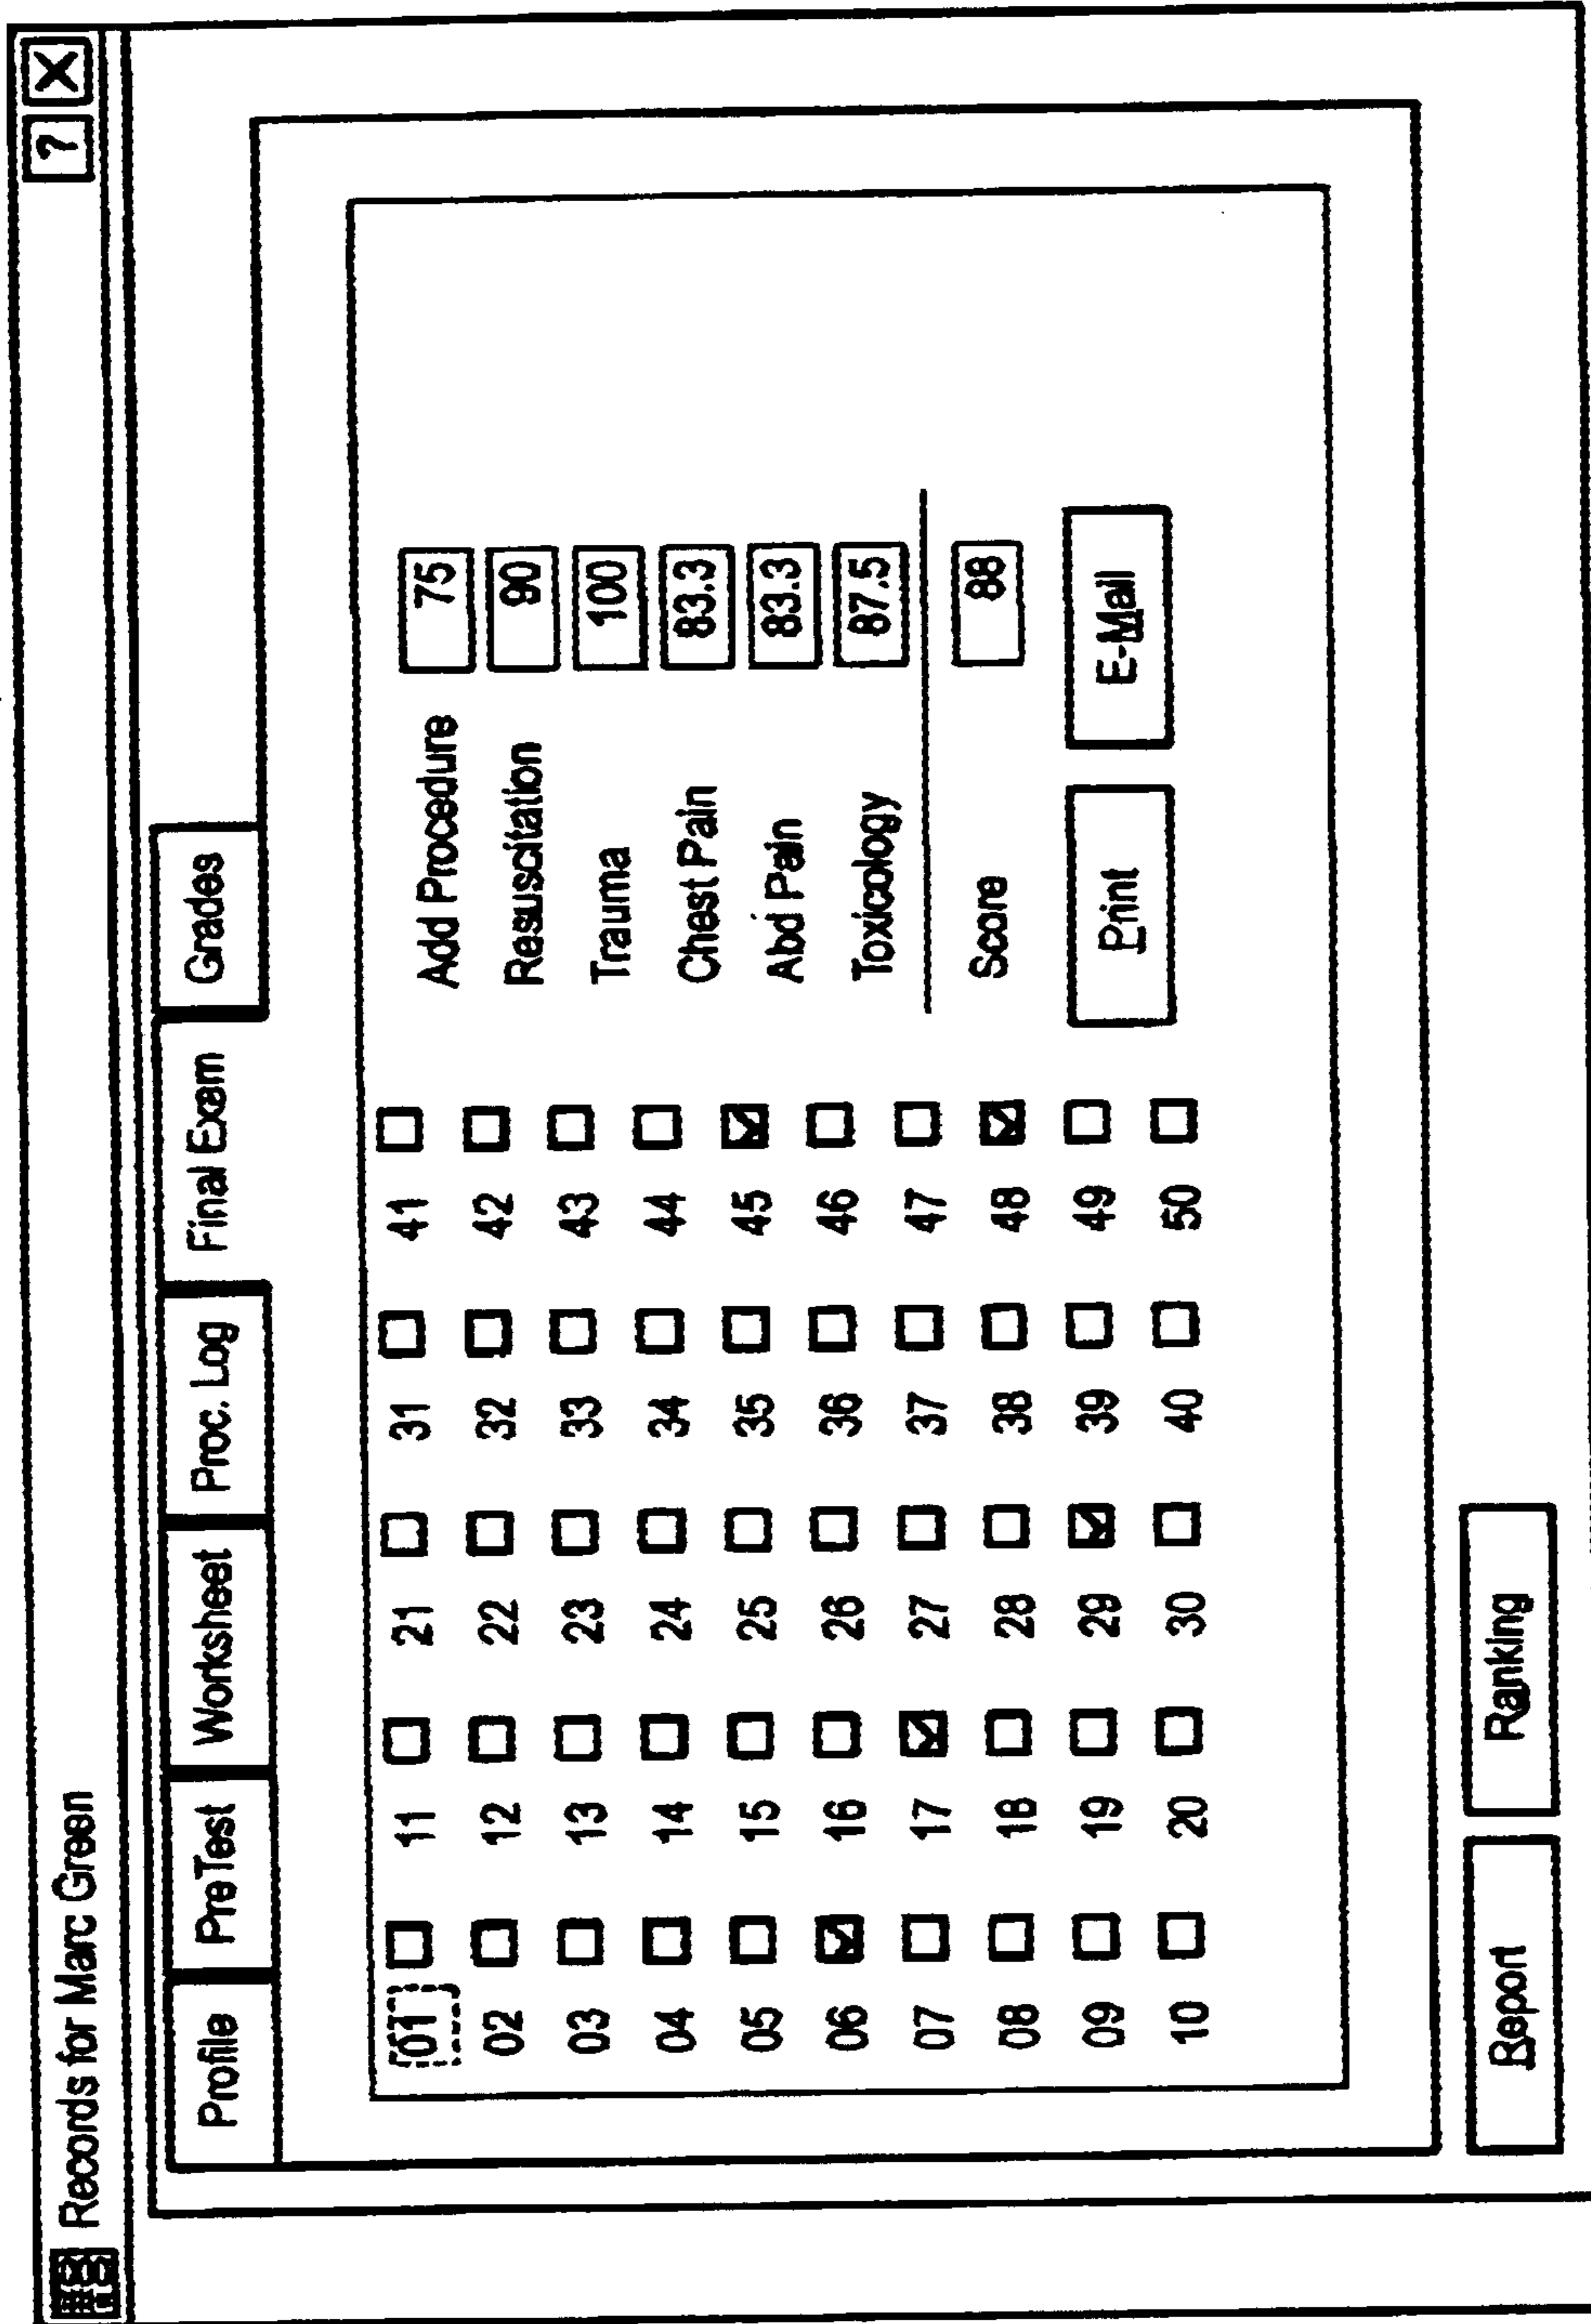 Records for Marc Green ? X
Profile PreTest Worksheet Proc. Log Final Exam Grades
01 11 21 31 41 Add Procedure 75
02 12 22 32 42 Resuscitation 90
03 13 23 33 43 Trauma 100
04 14 24 34 44 Chest Pain 83.3
05 15 25 35 45 Abd Pain 83.3
06 16 26 36 46 Toxicology 87.5
07 17 27 37 47
08 18 28 38 48 Score 88
09 19 29 39 49 Print E-Mail
10 20 30 40 50
Report Ranking